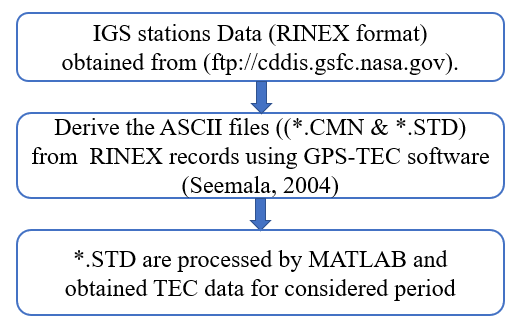 IGS stations Data (RINEX format)
obtained from (ftp://cddis.gsfc.nasa.gov).
Derive the ASCII files ((*.CMN & *.STD)
from RINEX records using GPS-TEC software
(Seemala, 2004)
*.STD are processed by MATLAB and
obtained TEC data for considered period